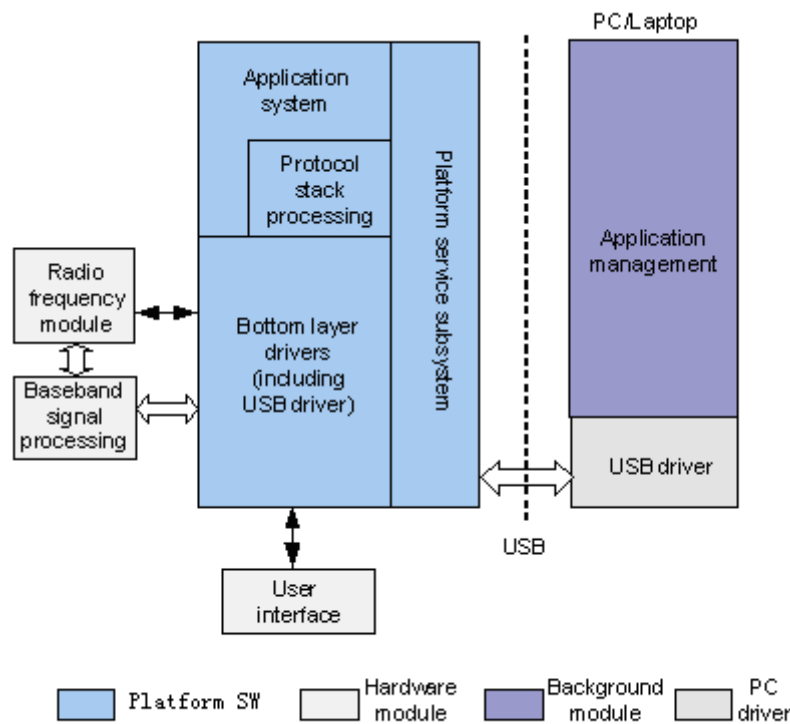 PC/Laptop
Application
system
Protocol
stack
processing
Platform service subsystem
Application
management
Radio
frequency
module
Bottom layer
drivers
(including
USB driver)
Baseband
signal
processing
USB driver
USB
User
interface
Platform SW
Hardware
module
Background
module
PC
driver